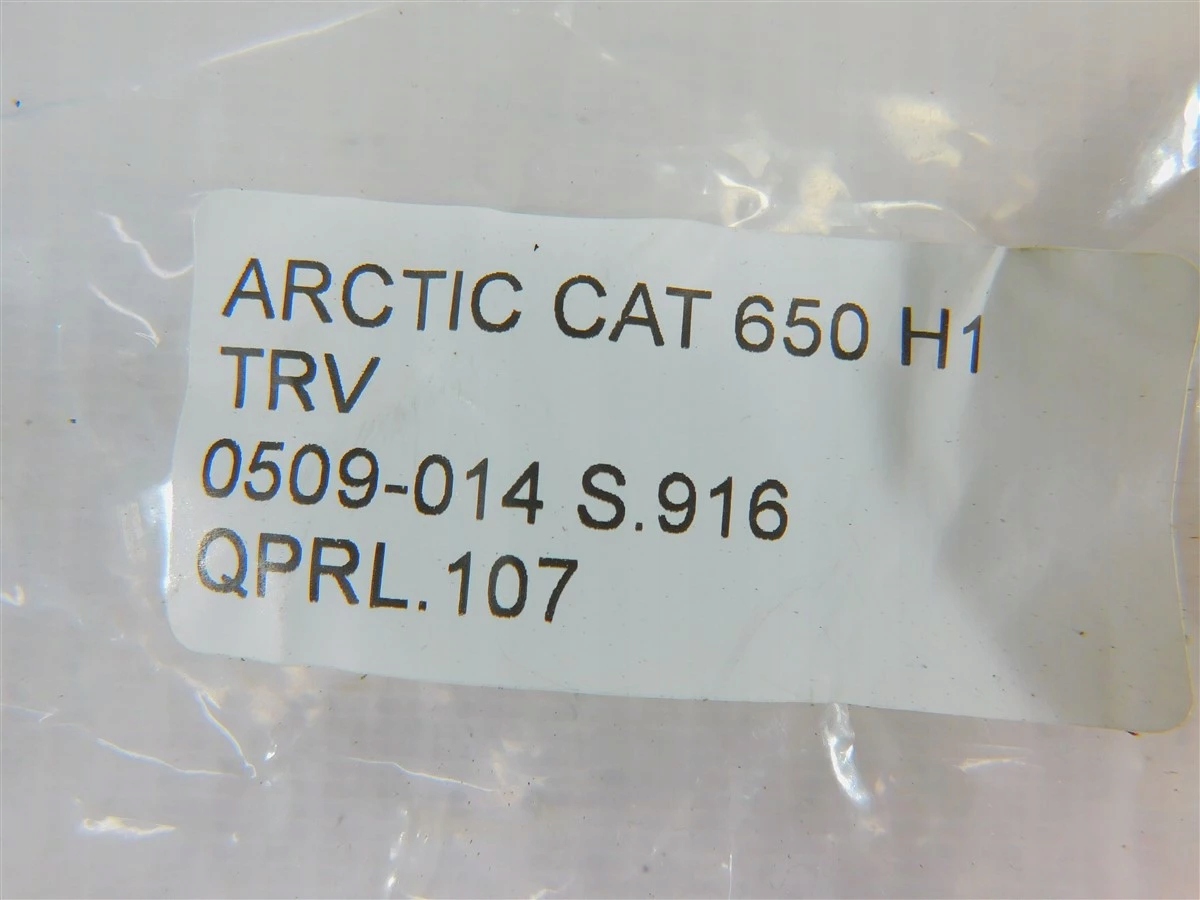 ARCTIC CAT 650 H1
TRV
0509-014 S.916
QPRL.107